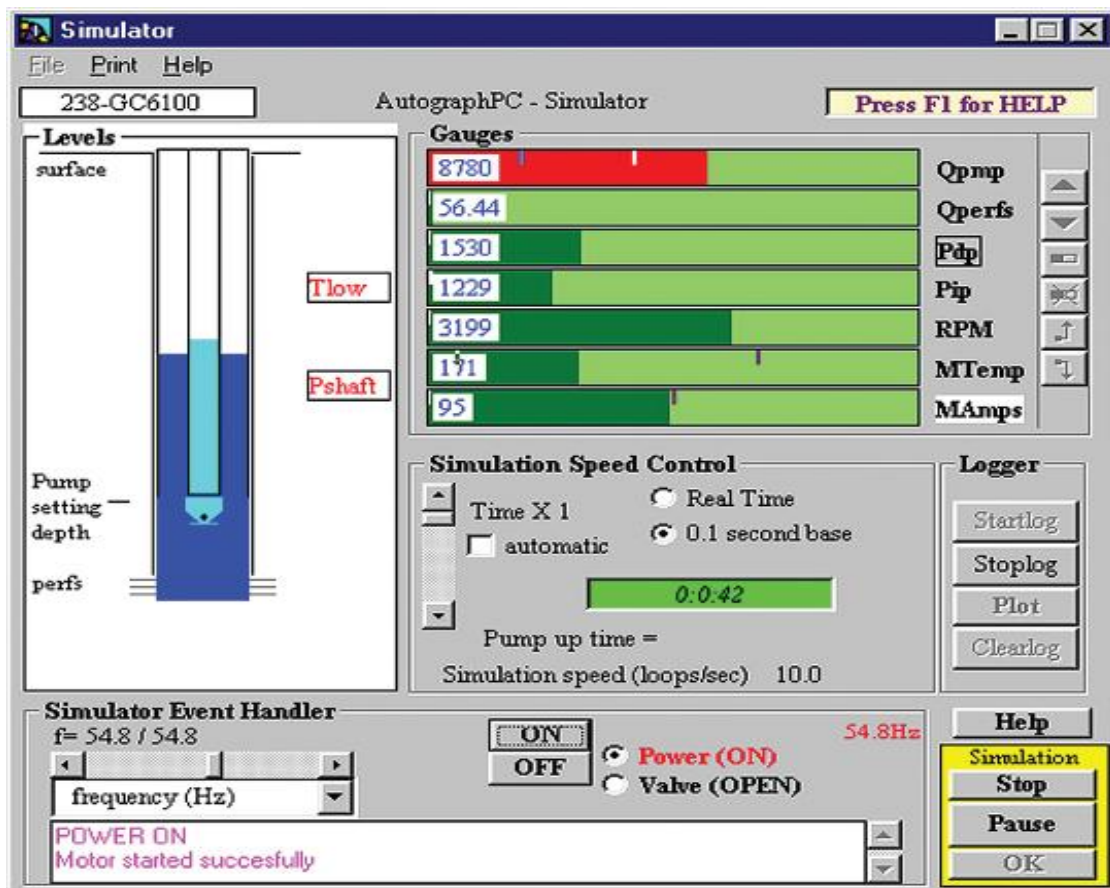 Simulator
File Print Help
238-GC6100 AutographPC - Simulator Press F1 for HELP
Levels
surface
Tlow
Pshaft
Pump
setting
depth
perfs
Gauges
8780 Qpmp
56.44 Qperfs
1530 Pdp
1229 Pip
3199 RPM
171 MTemp
95 MAmps
Simulation Speed Control
Time X 1
automatic
Real Time
0.1 second base
0:0:42
Pump up time =
Simulation speed (loops/sec) 10.0
Logger
Startlog
Stoplog
Plot
Clearlog
Simulator Event Handler
f= 54.8 / 54.8
frequency (Hz)
ON
OFF
Power (ON)
Valve (OPEN)
54.8Hz
POWER ON
Motor started succesfully
Help
Simulation
Stop
Pause
OK